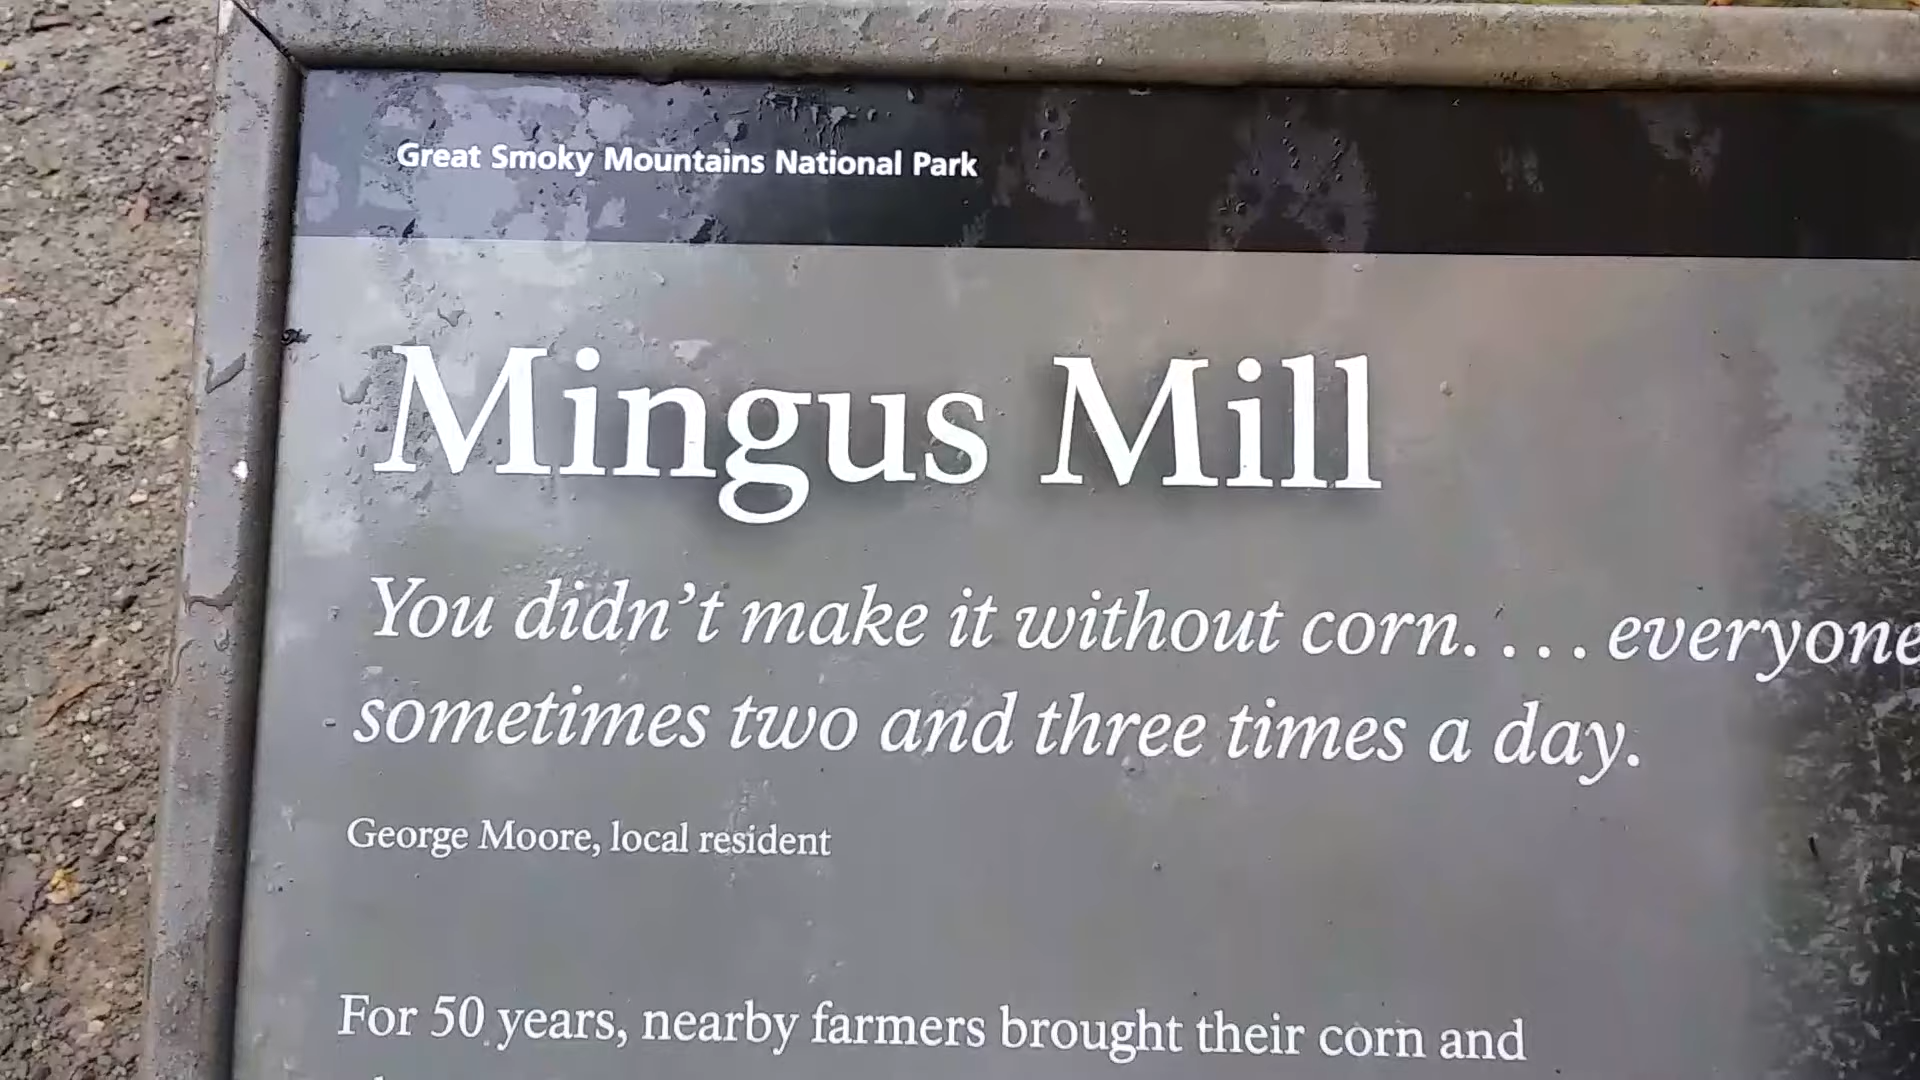 Great Smoky Mountains National Park
Mingus Mill
You didn’t make it without corn. . . . everyone
sometimes two and three times a day.
George Moore, local resident
For 50 years, nearby farmers brought their corn and